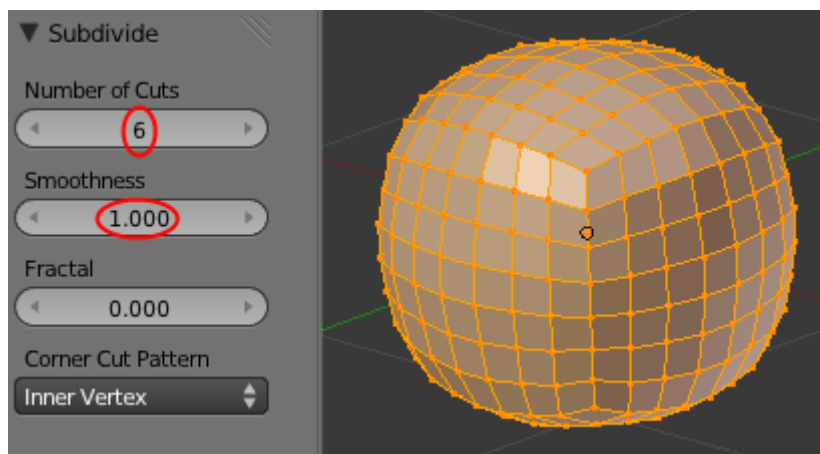 Subdivide
Number of Cuts
6
Smoothness
1.000
Fractal
0.000
Corner Cut Pattern
Inner Vertex